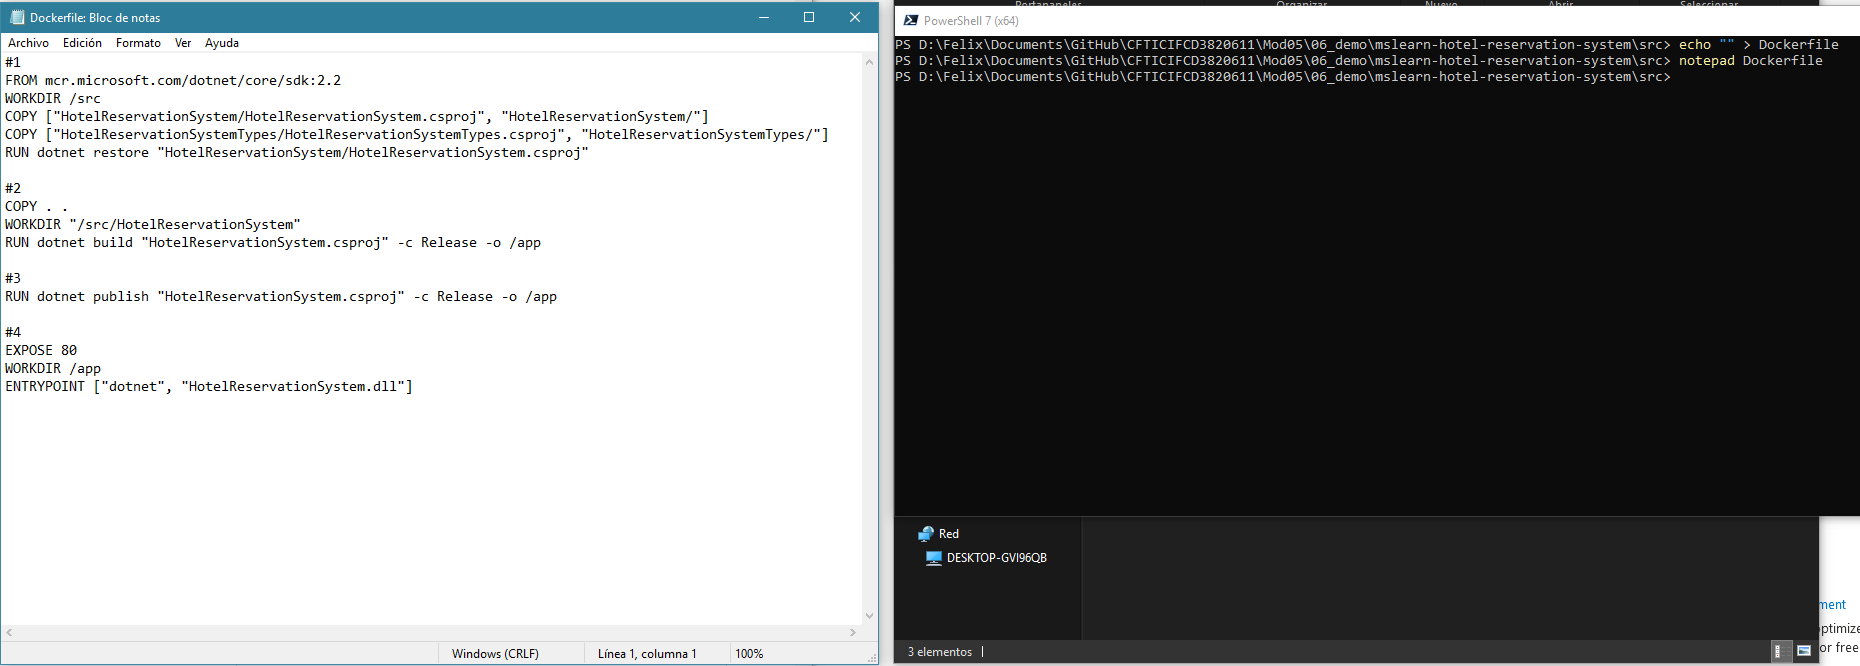 Dockerfile: Bloc de notas
Archivo Edición Formato Ver Ayuda
#1
FROM mcr.microsoft.com/dotnet/core/sdk:2.2
WORKDIR /src
COPY ["HotelReservationSystem/HotelReservationSystem.csproj", "HotelReservationSystem/"]
COPY ["HotelReservationSystemTypes/HotelReservationSystemTypes.csproj", "HotelReservationSystemTypes/"]
RUN dotnet restore "HotelReservationSystem/HotelReservationSystem.csproj"
#2
COPY . .
WORKDIR "/src/HotelReservationSystem"
RUN dotnet build "HotelReservationSystem.csproj" -c Release -o /app
#3
RUN dotnet publish "HotelReservationSystem.csproj" -c Release -o /app
#4
EXPOSE 80
WORKDIR /app
ENTRYPOINT ["dotnet", "HotelReservationSystem.dll"]
Windows (CRLF) Línea 1, columna 1 100%
Portapapeles Organizar Nuevo Abrir Seleccionar
PowerShell 7 (x64)
PS D:\Felix\Documents\GitHub\CFTICIFCD3820611\Mod05\06_demo\mslearn-hotel-reservation-system\src> echo "" > Dockerfile
PS D:\Felix\Documents\GitHub\CFTICIFCD3820611\Mod05\06_demo\mslearn-hotel-reservation-system\src> notepad Dockerfile
PS D:\Felix\Documents\GitHub\CFTICIFCD3820611\Mod05\06_demo\mslearn-hotel-reservation-system\src>
Red
DESKTOP-GVI96QB
3 elementos
ment
optimize
or free